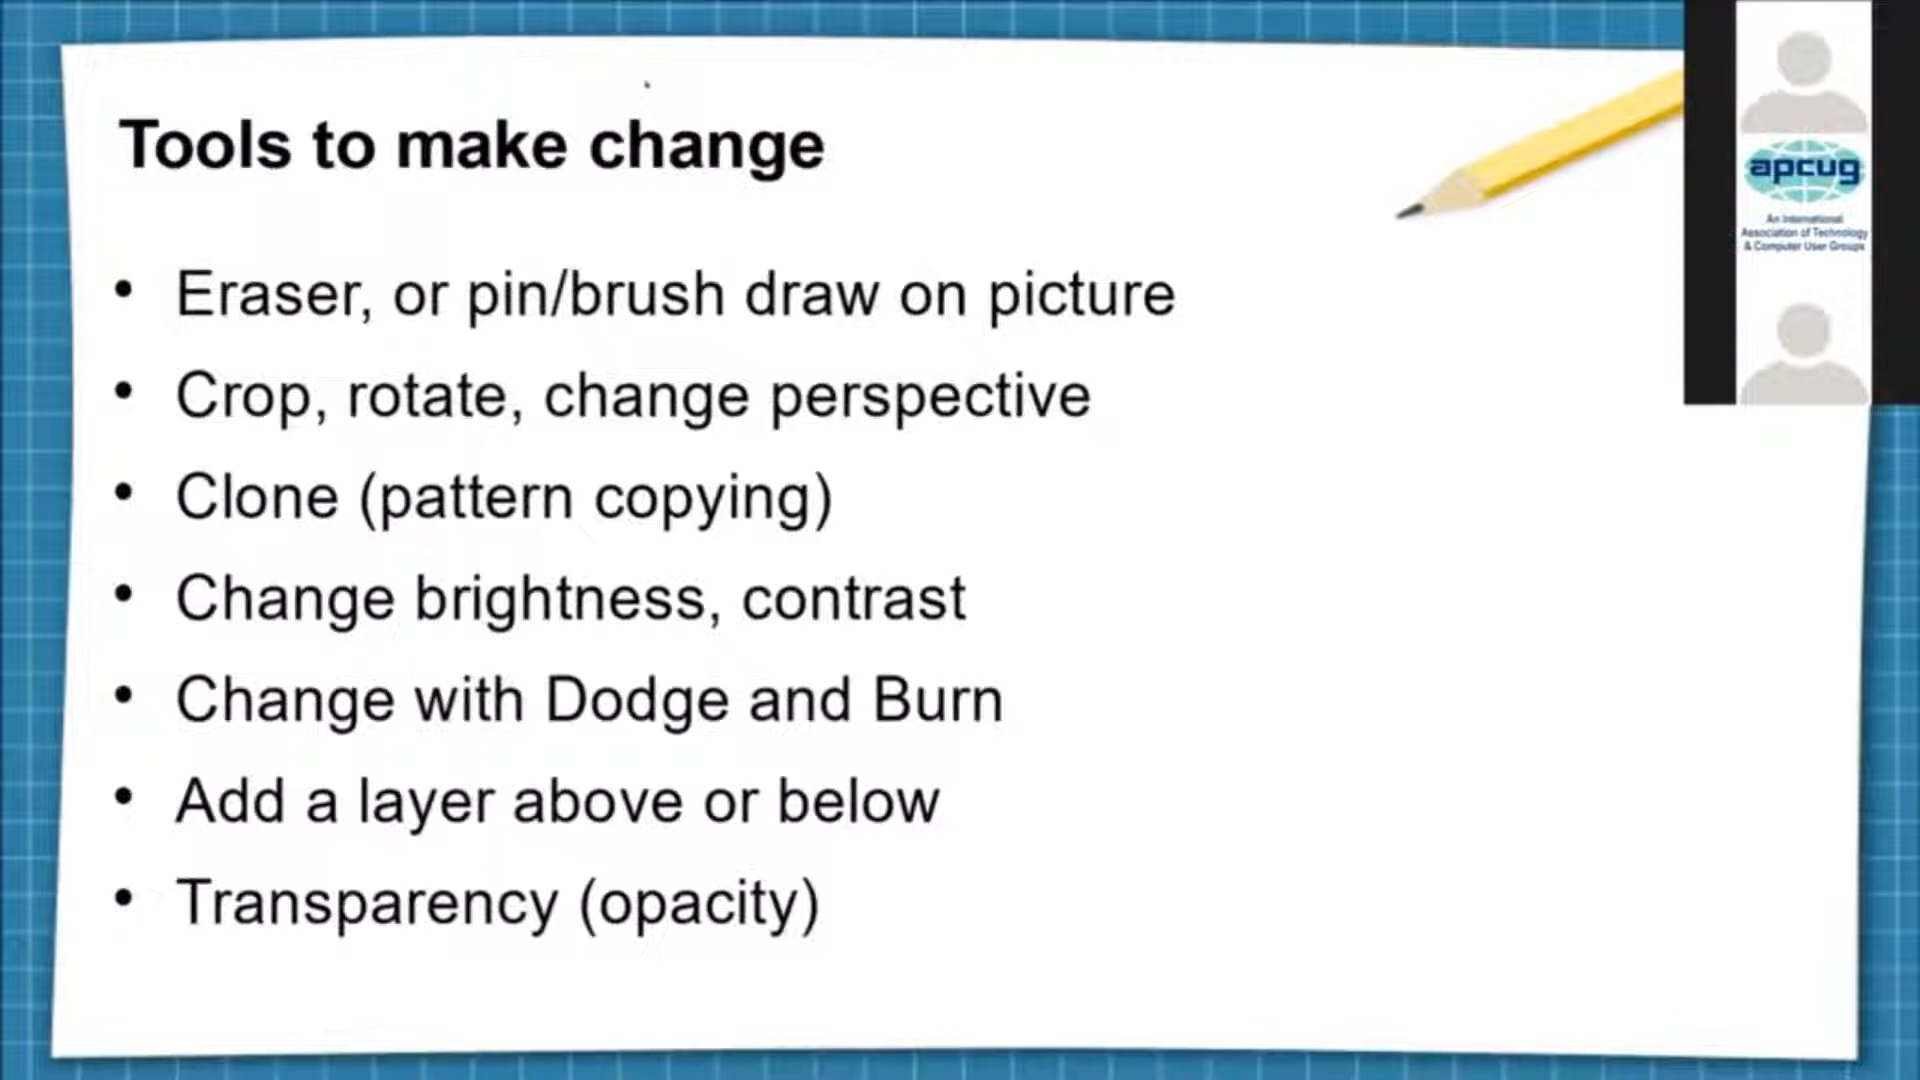 Tools to make change
• Eraser, or pin/brush draw on picture
• Crop, rotate, change perspective
• Clone (pattern copying)
• Change brightness, contrast
• Change with Dodge and Burn
• Add a layer above or below
• Transparency (opacity)
apcug
An International
Association of Technology
& Computer User Groups